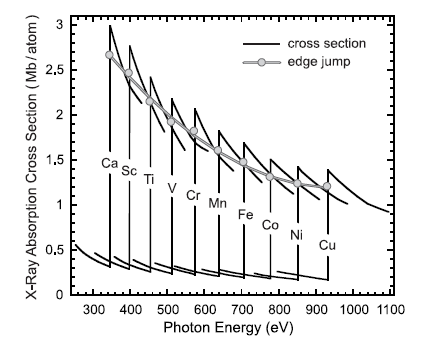 X-Ray Absorption Cross Section ( Mb / atom )
3
2.5
2
1.5
1
0.5
0
cross section
edge jump
Ca
Sc
Ti
V
Cr
Mn
Fe
Co
Ni
Cu
300 400 500 600 700 800 900 1000 1100
Photon Energy (eV)